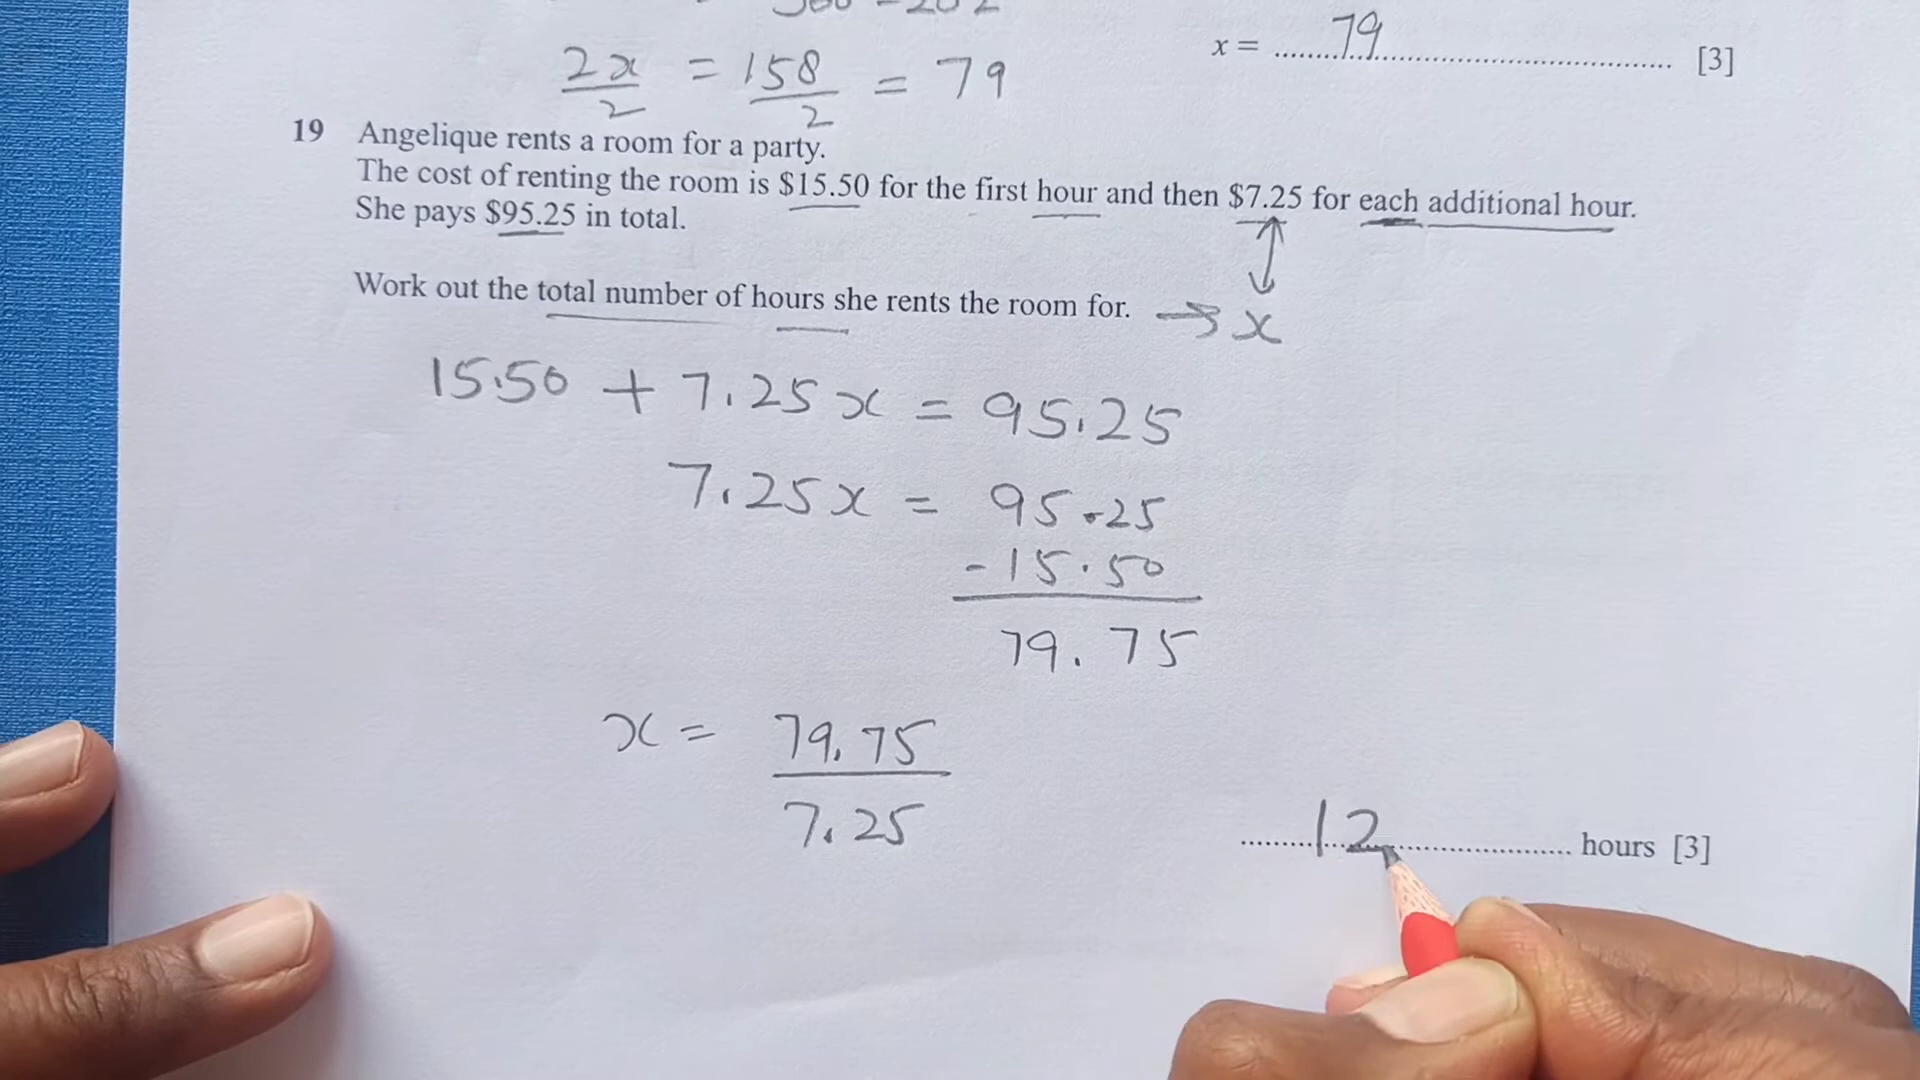 2x/2 = 158/2 = 79
x = ........79........ [3]
19 Angelique rents a room for a party.
The cost of renting the room is $15.50 for the first hour and then $7.25 for each additional hour.
She pays $95.25 in total.
Work out the total number of hours she rents the room for. → x
15.50 + 7.25x = 95.25
7.25x = 95.25
- 15.50
79.75
x = 79.75
7.25
........12........ hours [3]